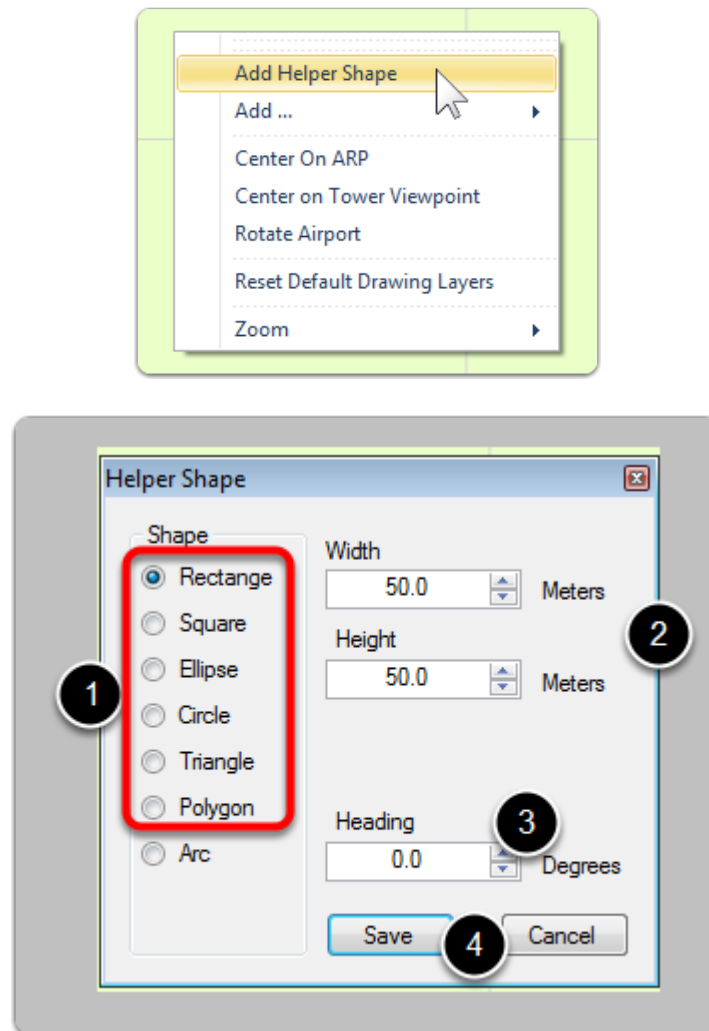 Add Helper Shape
Add ...
Center On ARP
Center on Tower Viewpoint
Rotate Airport
Reset Default Drawing Layers
Zoom
Helper Shape
Shape
Rectange
Square
Ellipse
Circle
Triangle
Polygon
Arc
1
Width
50.0 Meters
Height
50.0 Meters
2
Heading
3
0.0 Degrees
Save
4
Cancel